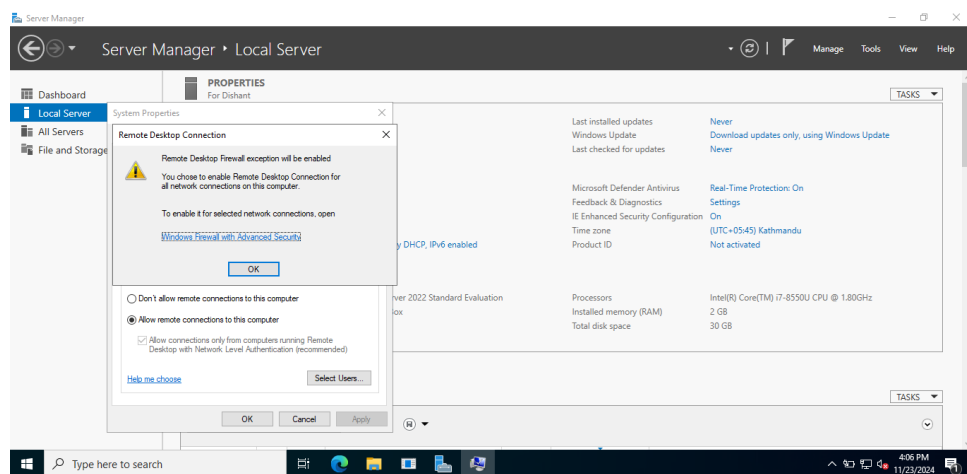 Server Manager
Server Manager • Local Server
Manage Tools View Help
Dashboard
Local Server
All Servers
File and Storage
PROPERTIES
For Dishant
TASKS
System Properties
Remote Desktop Connection
Remote Desktop Firewall exception will be enabled
You chose to enable Remote Desktop Connection for
all network connections on this computer.
To enable it for selected network connections, open
Windows Firewall with Advanced Security
OK
Don't allow remote connections to this computer
Allow remote connections to this computer
Allow connections only from computers running Remote
Desktop with Network Level Authentication (recommended)
Help me choose
Select Users...
OK Cancel Apply
y DHCP, IPv6 enabled
rver 2022 Standard Evaluation
ox
Last installed updates Never
Windows Update Download updates only, using Windows Update
Last checked for updates Never
Microsoft Defender Antivirus Real-Time Protection: On
Feedback & Diagnostics Settings
IE Enhanced Security Configuration On
Time zone (UTC+05:45) Kathmandu
Product ID Not activated
Processors Intel(R) Core(TM) i7-8550U CPU @ 1.80GHz
Installed memory (RAM) 2 GB
Total disk space 30 GB
TASKS
Type here to search
4:06 PM
11/23/2024